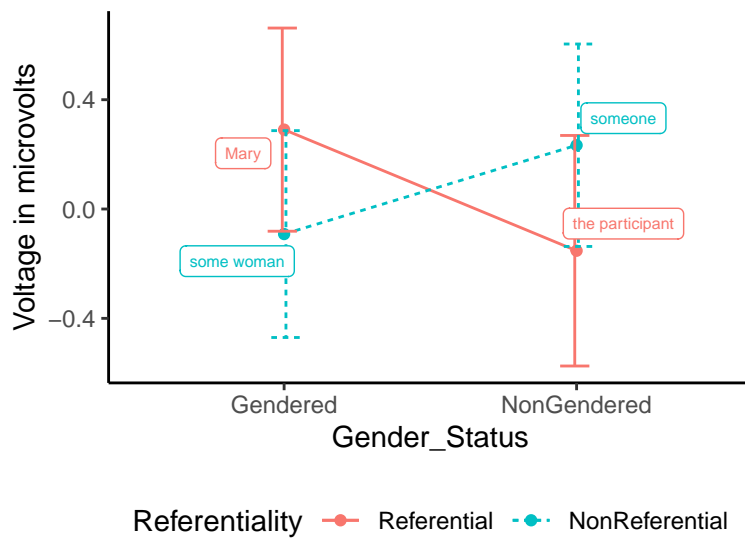 Voltage in microvolts
0.4
0.0
−0.4
Mary
some woman
someone
the participant
Gendered
NonGendered
Gender_Status
Referentiality Referential NonReferential